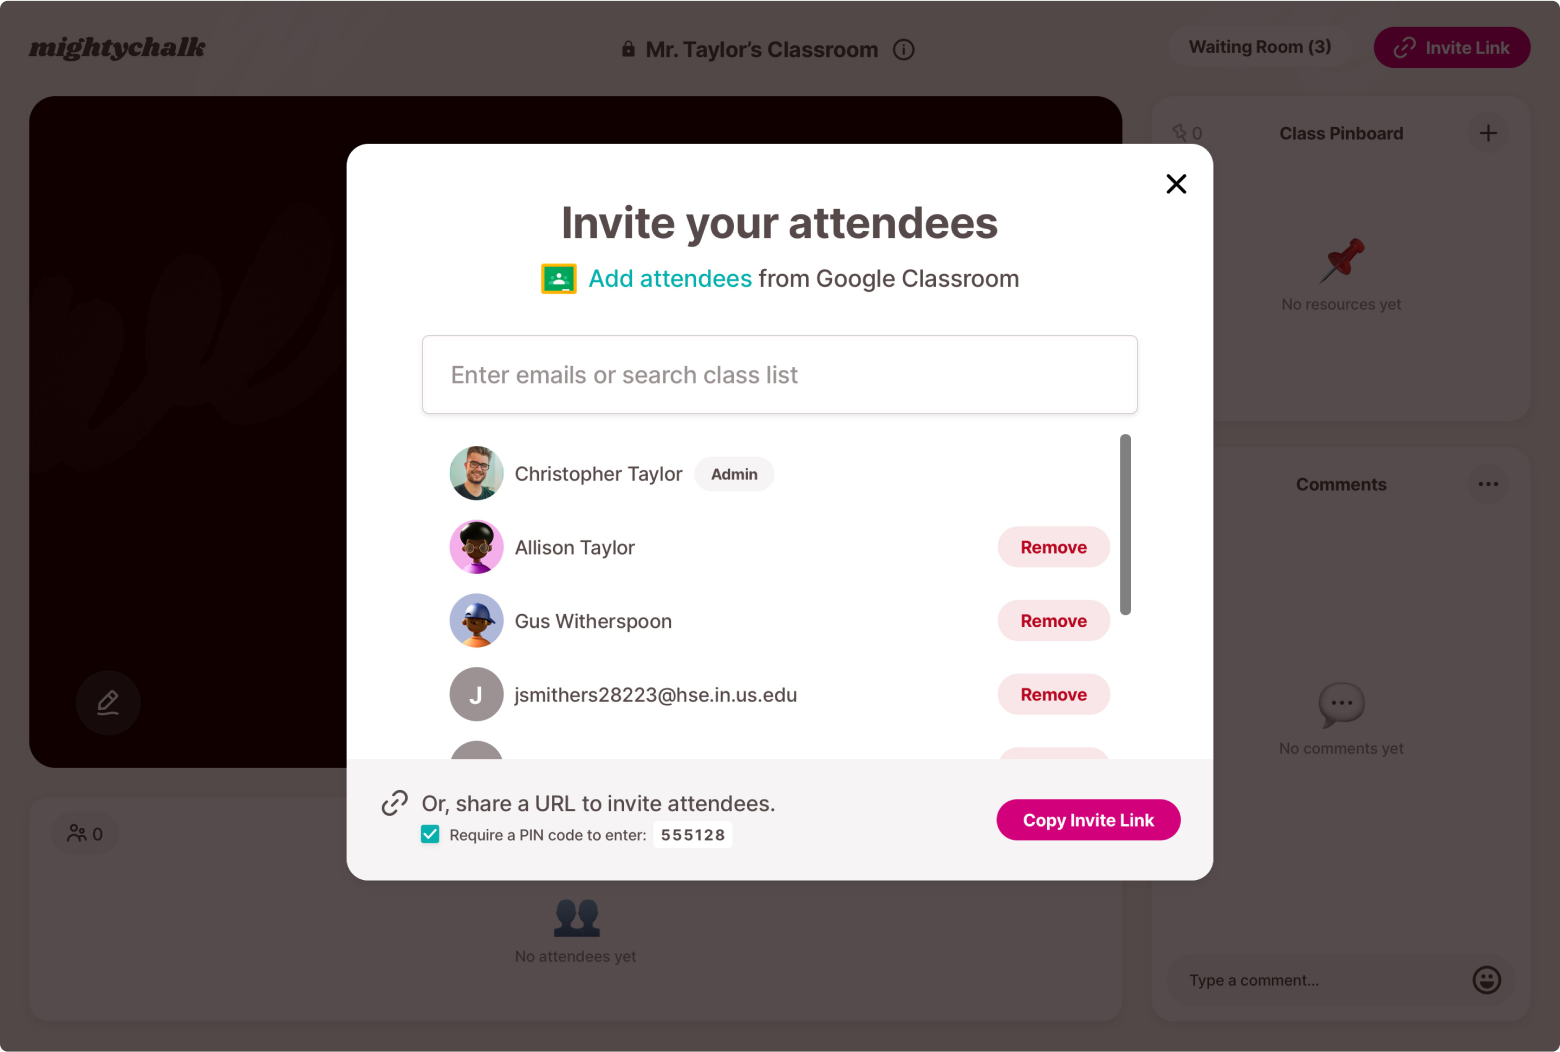 mightychalk
Mr. Taylor's Classroom
Waiting Room (3)
Invite Link
0
Class Pinboard
No resources yet
Invite your attendees
Add attendees from Google Classroom
Enter emails or search class list
Christopher Taylor Admin
Allison Taylor Remove
Gus Witherspoon Remove
J jsmithers28223@hse.in.us.edu Remove
Comments
No comments yet
Or, share a URL to invite attendees.
Require a PIN code to enter: 555128
Copy Invite Link
0
No attendees yet
Type a comment...